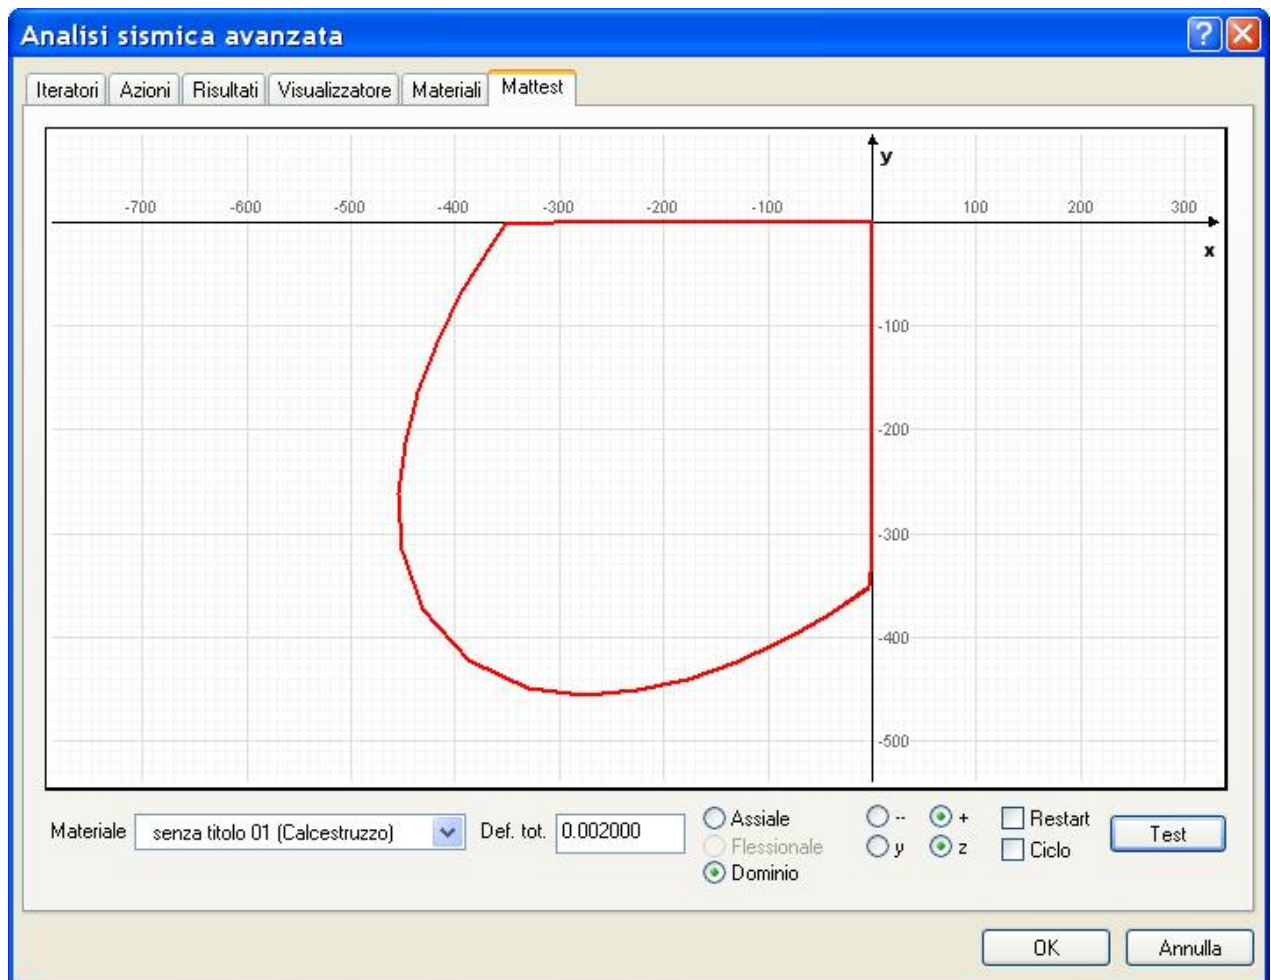 Analisi sismica avanzata
Iteratori Azioni Risultati Visualizzatore Materiali Mattest
y
-700 -600 -500 -400 -300 -200 -100 100 200 300
x
-100
-200
-300
-400
-500
Materiale senza titolo 01 (Calcestruzzo) Def. tot. 0.002000 Assiale -- + Restart Test
Flessionale y z Ciclo
Dominio
OK Annulla